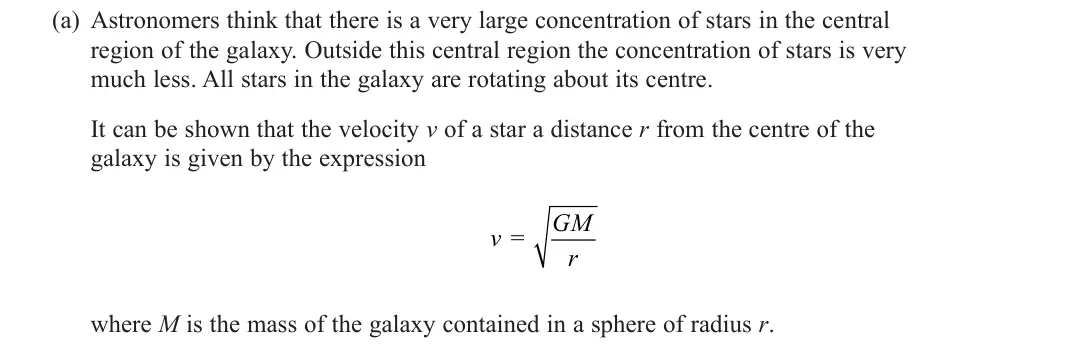 (a) Astronomers think that there is a very large concentration of stars in the central
region of the galaxy. Outside this central region the concentration of stars is very
much less. All stars in the galaxy are rotating about its centre.
It can be shown that the velocity v of a star a distance r from the centre of the
galaxy is given by the expression
v = √(GM/r)
where M is the mass of the galaxy contained in a sphere of radius r.